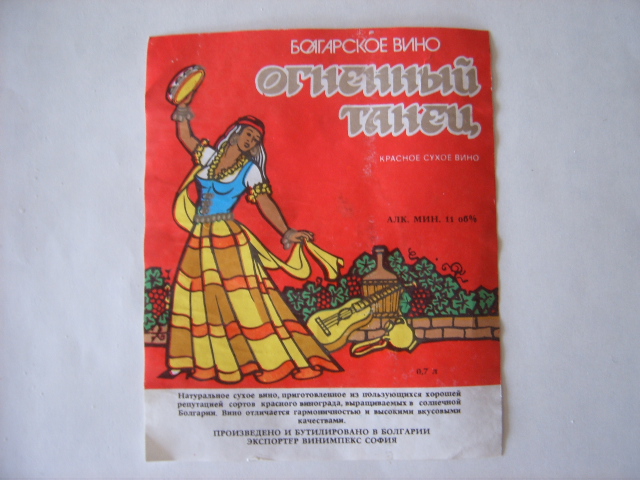 БОЛГАРСКОЕ ВИНО
ОГНЕННЫЙ
ТАНЕЦ
КРАСНОЕ СУХОЕ ВИНО
АЛК. МИН. 11 об%
0,7 л
Натуральное сухое вино, приготовленное из пользующихся хорошей
репутацией сортов красного винограда, выращиваемых в солнечной
Болгарии. Вино отличается гармоничностью и высокими вкусовыми
качествами.
ПРОИЗВЕДЕНО И БУТИЛИРОВАНО В БОЛГАРИИ
ЭКСПОРТЕР ВИНИМПЕКС СОФИЯ